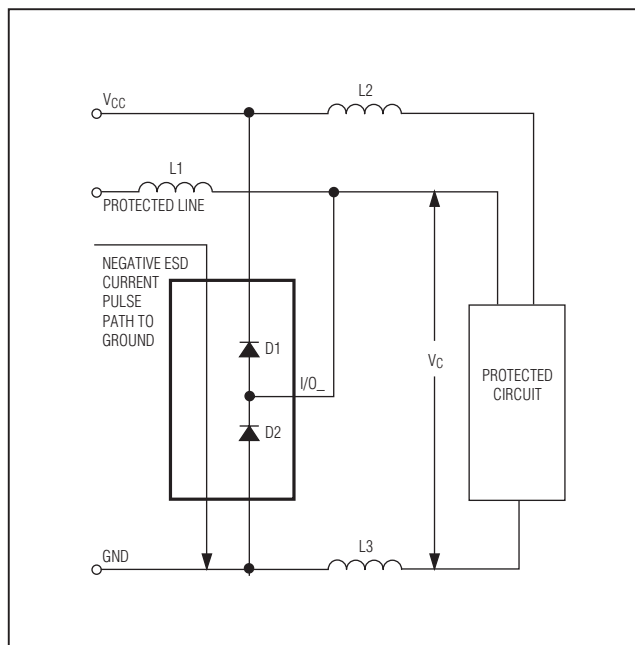 VCC
L2
L1
PROTECTED LINE
NEGATIVE ESD
CURRENT
PULSE
PATH TO
GROUND
D1
I/O_
D2
VC
PROTECTED
CIRCUIT
GND
L3